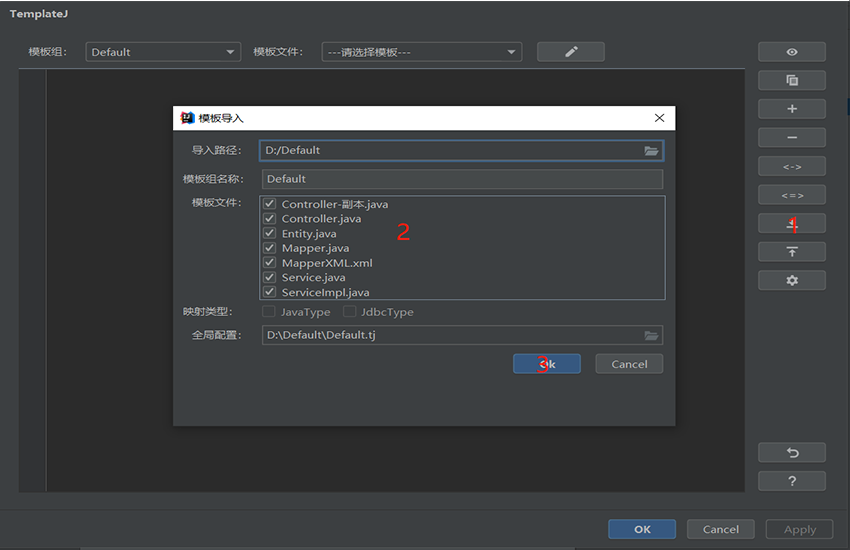 TemplateJ
模板组: Default 模板文件: ---请选择模板---
模板导入
导入路径: D:/Default
模板组名称: Default
模板文件: Controller-副本.java
Controller.java
2
Entity.java
Mapper.java
MapperXML.xml
Service.java
ServiceImpl.java
映射类型: JavaType JdbcType
全局配置: D:\Default\Default.tj
3
Ok Cancel
+
−
<->
<=>
1
?
OK Cancel Apply